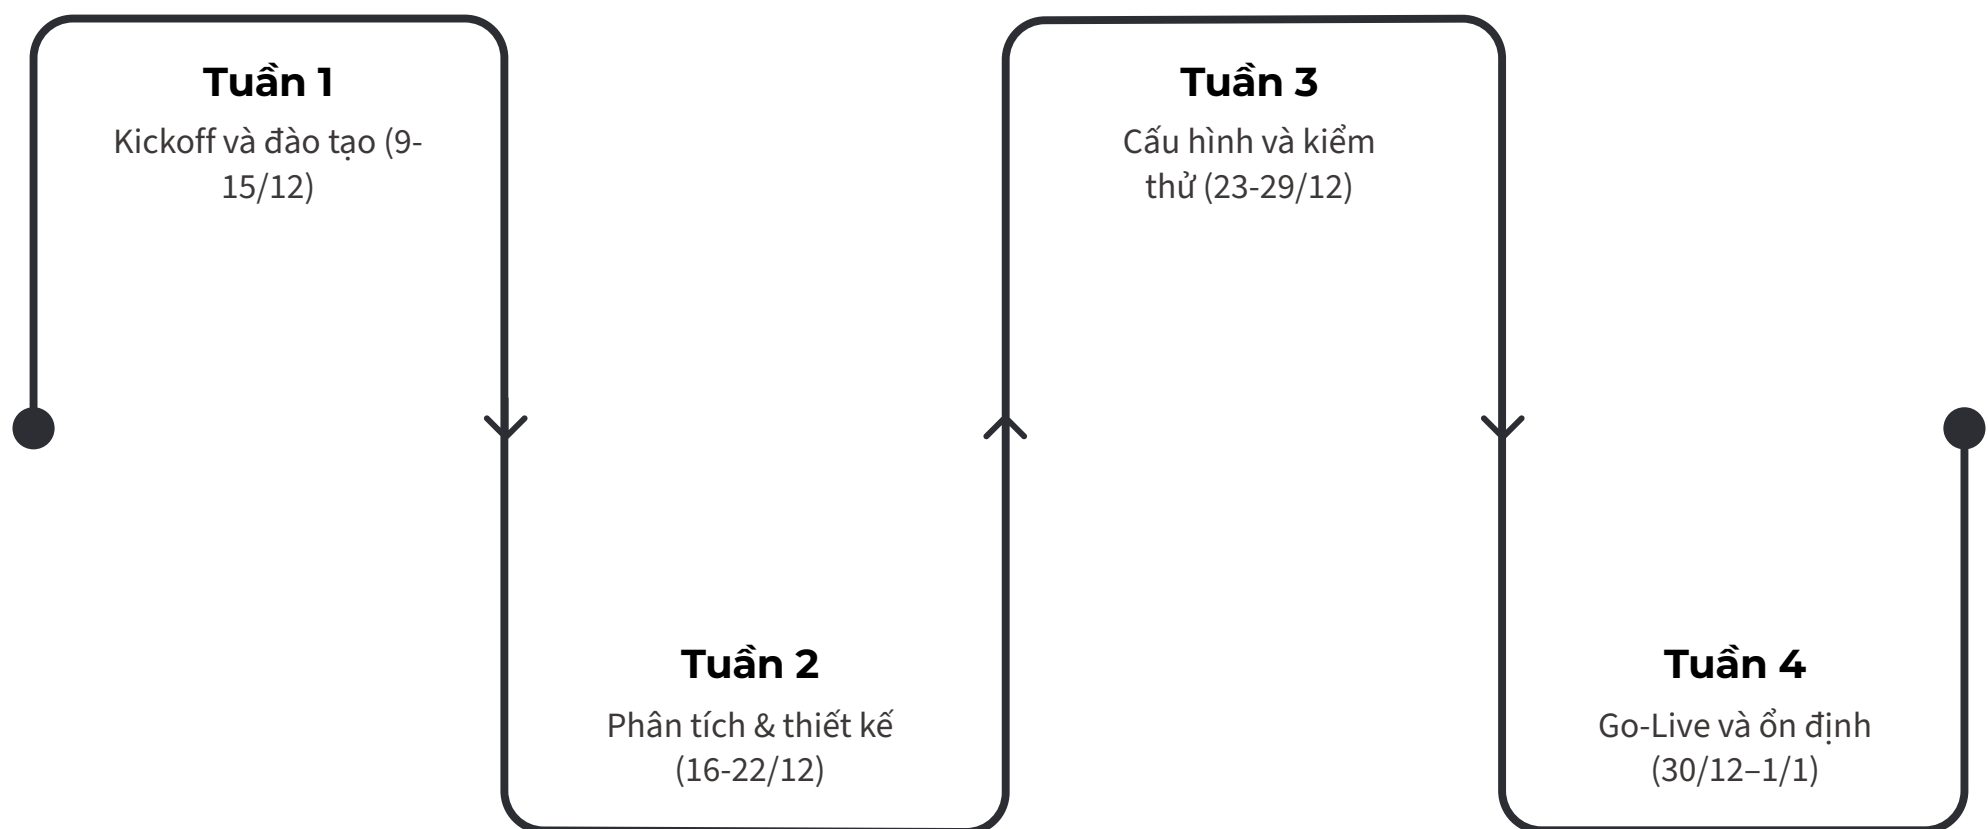 Tuần 1
Kickoff và đào tạo (9-
15/12)
Tuần 2
Phân tích & thiết kế
(16-22/12)
Tuần 3
Cấu hình và kiểm
thử (23-29/12)
Tuần 4
Go-Live và ổn định
(30/12–1/1)